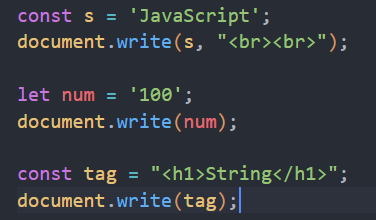 const s = 'JavaScript';
document.write(s, "<br><br>");
let num = '100';
document.write(num);
const tag = "<h1>String</h1>";
document.write(tag);